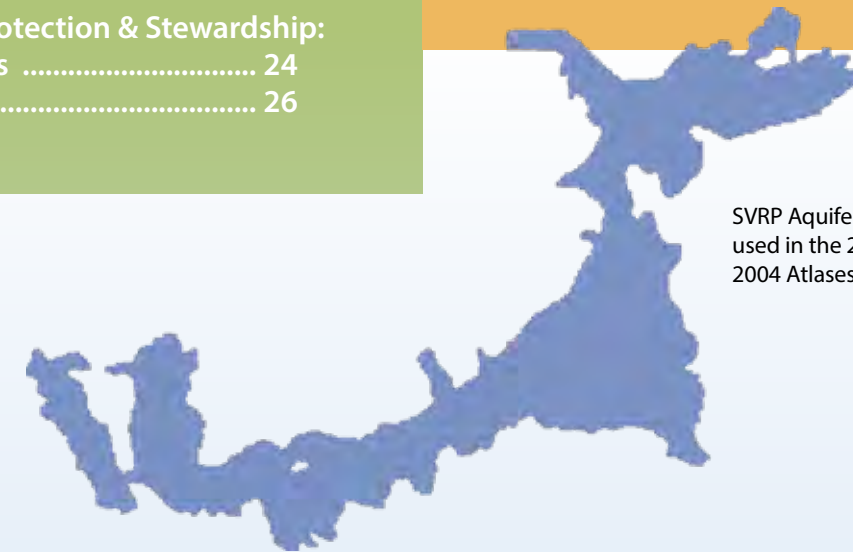 otection & Stewardship:
s .............................. 24
.................................. 26
SVRP Aquife
used in the 2
2004 Atlases